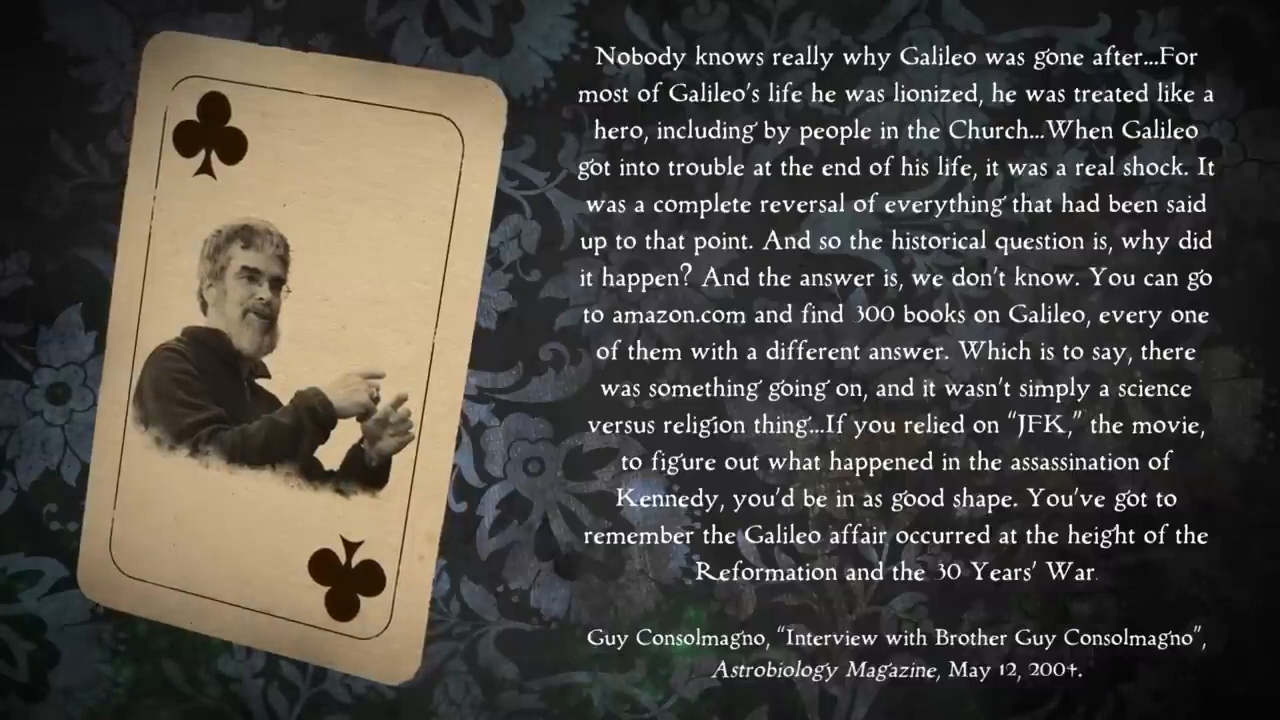 Nobody knows really why Galileo was gone after...For
most of Galileo's life he was lionized, he was treated like a
hero, including by people in the Church...When Galileo
got into trouble at the end of his life, it was a real shock. It
was a complete reversal of everything that had been said
up to that point. And so the historical question is, why did
it happen? And the answer is, we don't know. You can go
to amazon.com and find 300 books on Galileo, every one
of them with a different answer. Which is to say, there
was something going on, and it wasn't simply a science
versus religion thing...If you relied on "JFK," the movie,
to figure out what happened in the assassination of
Kennedy, you'd be in as good shape. You've got to
remember the Galileo affair occurred at the height of the
Reformation and the 30 Years' War.
Guy Consolmagno, "Interview with Brother Guy Consolmagno",
Astrobiology Magazine, May 12, 2004.